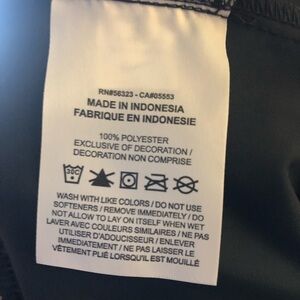 RN#56323 - CA#05553
MADE IN INDONESIA
FABRIQUE EN INDONESIE
100% POLYESTER
EXCLUSIVE OF DECORATION /
DECORATION NON COMPRISE
30C
WASH WITH LIKE COLORS / DO NOT USE
SOFTENERS / REMOVE IMMEDIATELY / DO
NOT ALLOW TO LAY ON ITSELF WHEN WET
LAVER AVEC COULEURS SIMILAIRES / NE PAS
UTILISER D'ADOUCISSEUR / ENLEVER
IMMÉDIATEMENT / NE PAS LAISSER LE
VÊTEMENT PLIÉ LORSQU'IL EST MOUILLÉ